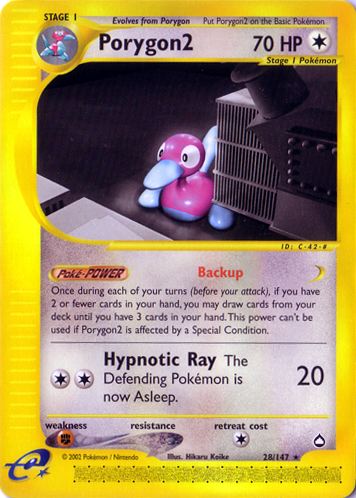 STAGE 1 Evolves from Porygon Put Porygon2 on the Basic Pokémon
Porygon2 70 HP
Stage 1 Pokémon
ID: C-42-#
Poké-POWER Backup
Once during each of your turns (before your attack), if you have
2 or fewer cards in your hand, you may draw cards from your
deck until you have 3 cards in your hand. This power can't be
used if Porygon2 is affected by a Special Condition.
Hypnotic Ray The
Defending Pokémon is
now Asleep.
20
weakness resistance retreat cost
© 2002 Pokémon / Nintendo Illus. Hikaru Koike 28/147 ★
e